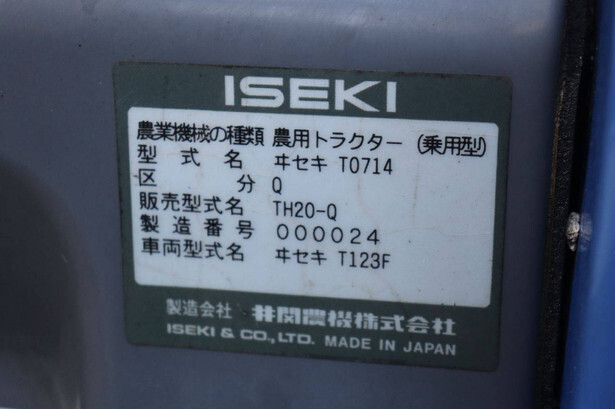 ISEKI
農業機械の種類 農用トラクター (乗用型)
型式名 ヰセキ T0714
区分 Q
販売型式名 TH20-Q
製造番号 000024
車両型式名 ヰセキ T123F
製造会社 井関農機株式会社
ISEKI & CO., LTD. MADE IN JAPAN